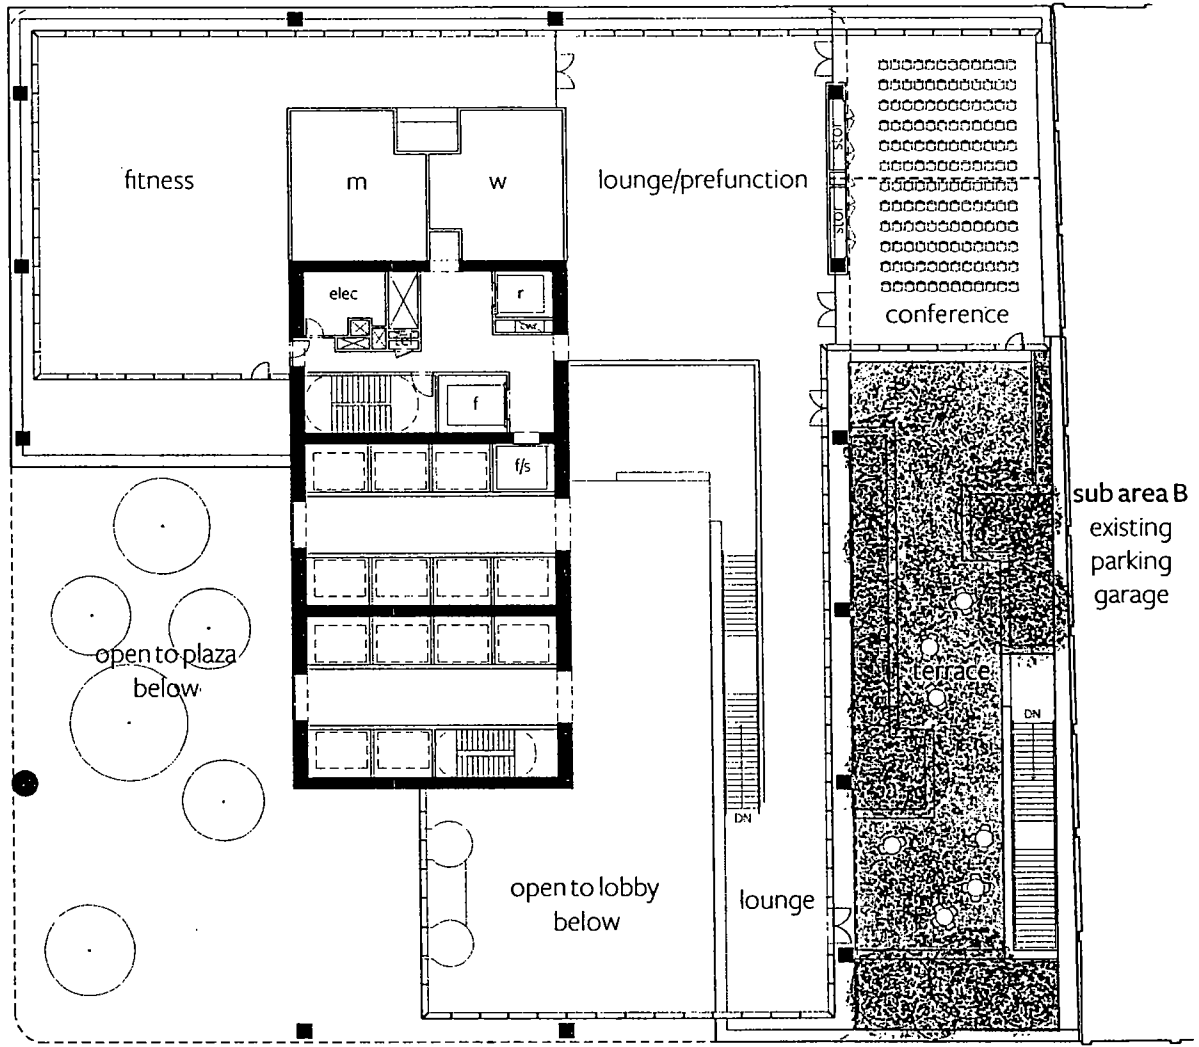 fitness
m
w
lounge/prefunction
stor
stor
conference
elec
r
tel
f
f/s
sub area B
existing
parking
garage
open to plaza
below
terrace
DN
DN
open to lobby
below
lounge